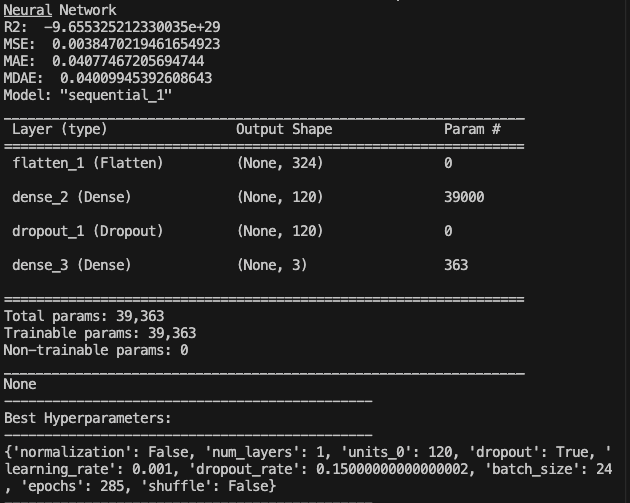 Neural Network
R2:  -9.655325212330035e+29
MSE:  0.0038470219461654923
MAE:  0.04077467205694744
MDAE:  0.04009945392608643
Model: "sequential_1"
_________________________________________________________________
Layer (type)                Output Shape              Param #
=================================================================
flatten_1 (Flatten)         (None, 324)               0
dense_2 (Dense)             (None, 120)               39000
dropout_1 (Dropout)         (None, 120)               0
dense_3 (Dense)             (None, 3)                 363
=================================================================
Total params: 39,363
Trainable params: 39,363
Non-trainable params: 0
_________________________________________________________________
None
----------------------------------------------
Best Hyperparameters:
----------------------------------------------
{'normalization': False, 'num_layers': 1, 'units_0': 120, 'dropout': True, '
learning_rate': 0.001, 'dropout_rate': 0.15000000000000002, 'batch_size': 24
, 'epochs': 285, 'shuffle': False}
----------------------------------------------